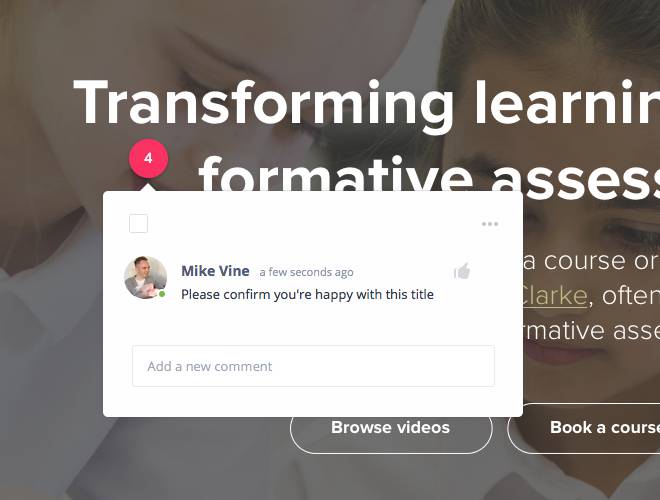 Transforming learnin
4
formative assess
Mike Vine a few seconds ago
Please confirm you're happy with this title
a course or
Clarke, often
rmative asse
Add a new comment
Browse videos
Book a course